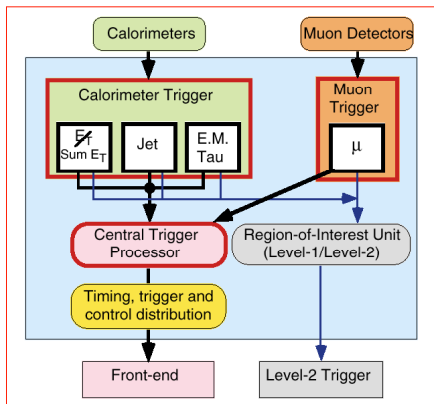 Calorimeters
Muon Detectors
Calorimeter Trigger
Muon
Trigger
E̸T
Sum ET
Jet
E.M.
Tau
μ
Central Trigger
Processor
Region-of-Interest Unit
(Level-1/Level-2)
Timing, trigger and
control distribution
Front-end
Level-2 Trigger